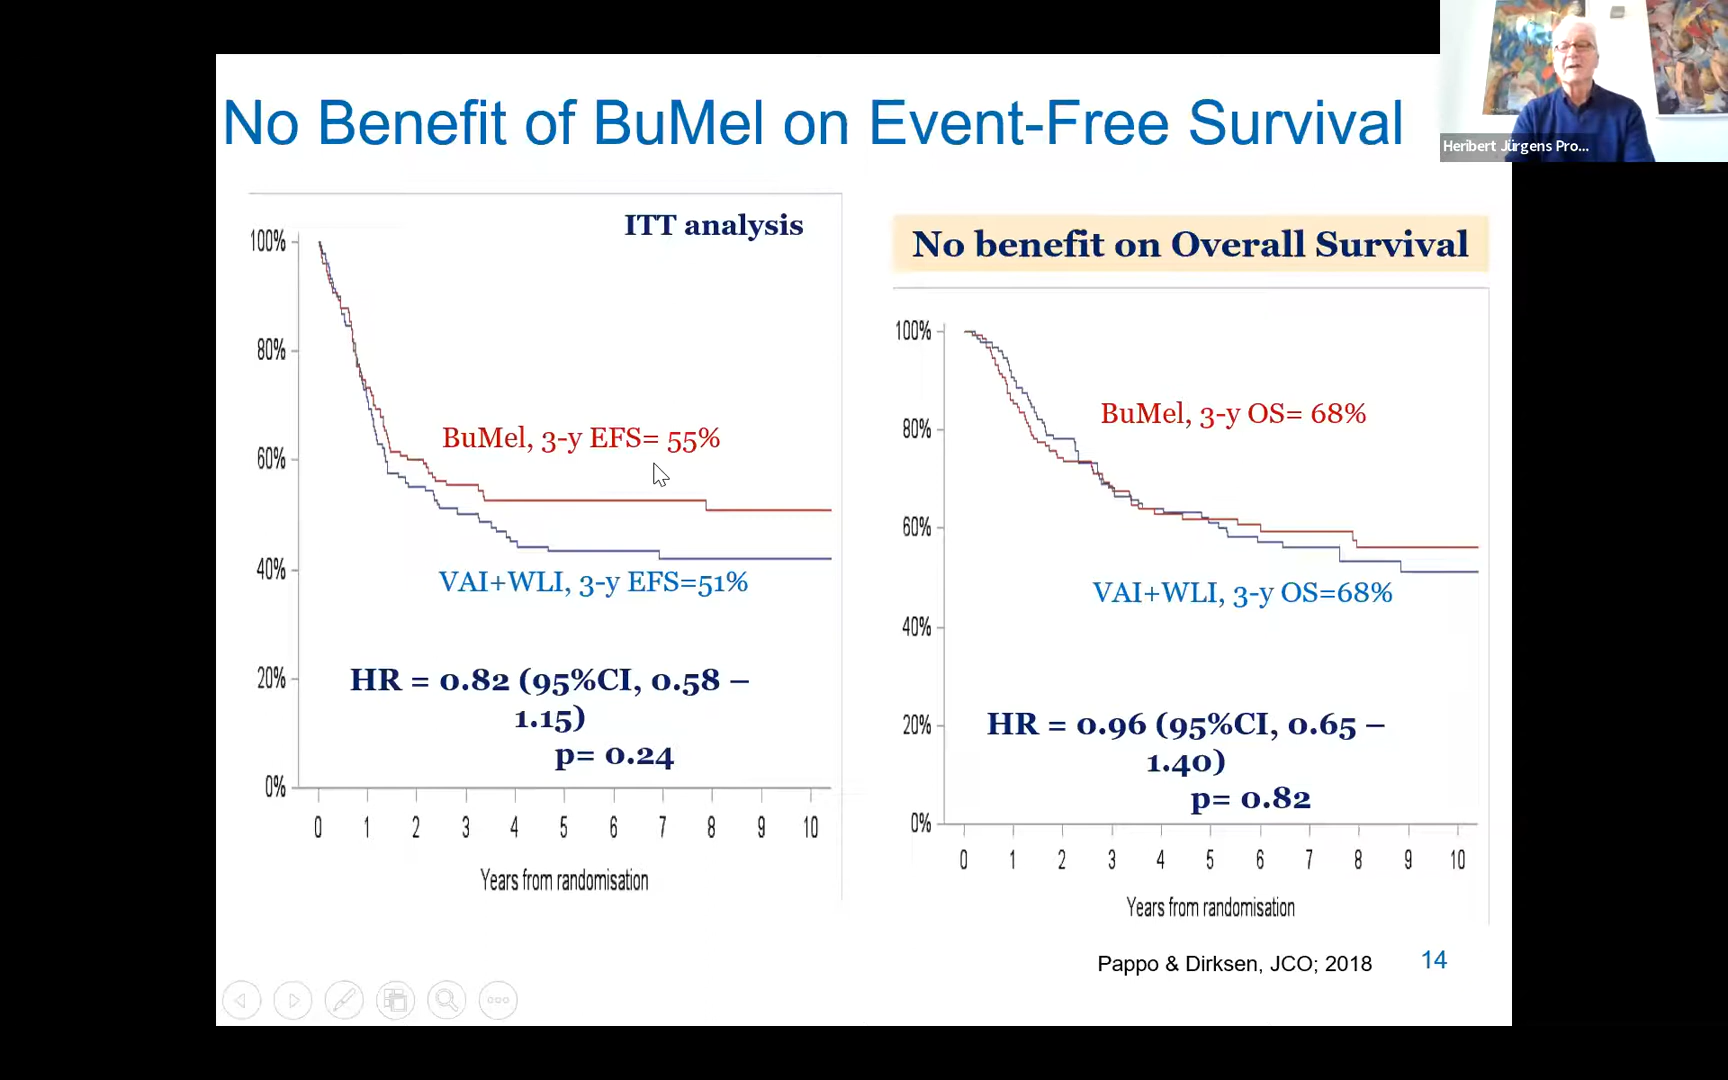 No Benefit of BuMel on Event-Free Survival
Heribert Jürgens Pro...
ITT analysis
100%
80%
60%
40%
20%
0%
BuMel, 3-y EFS= 55%
VAI+WLI, 3-y EFS=51%
HR = 0.82 (95%CI, 0.58 –
1.15)
p= 0.24
0 1 2 3 4 5 6 7 8 9 10
Years from randomisation
No benefit on Overall Survival
100%
80%
60%
40%
20%
0%
BuMel, 3-y OS= 68%
VAI+WLI, 3-y OS=68%
HR = 0.96 (95%CI, 0.65 –
1.40)
p= 0.82
0 1 2 3 4 5 6 7 8 9 10
Years from randomisation
Pappo & Dirksen, JCO; 2018
14